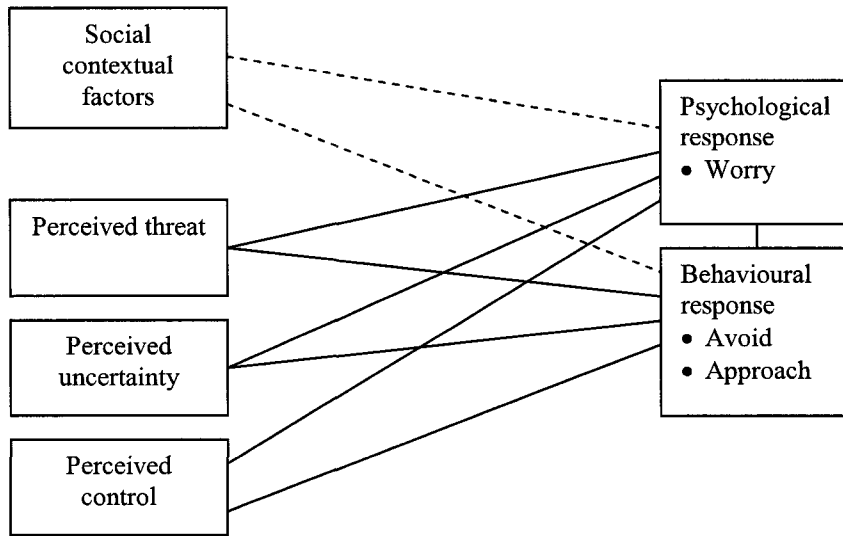 Social
contextual
factors
Perceived threat
Perceived
uncertainty
Perceived
control
Psychological
response
• Worry
Behavioural
response
• Avoid
• Approach